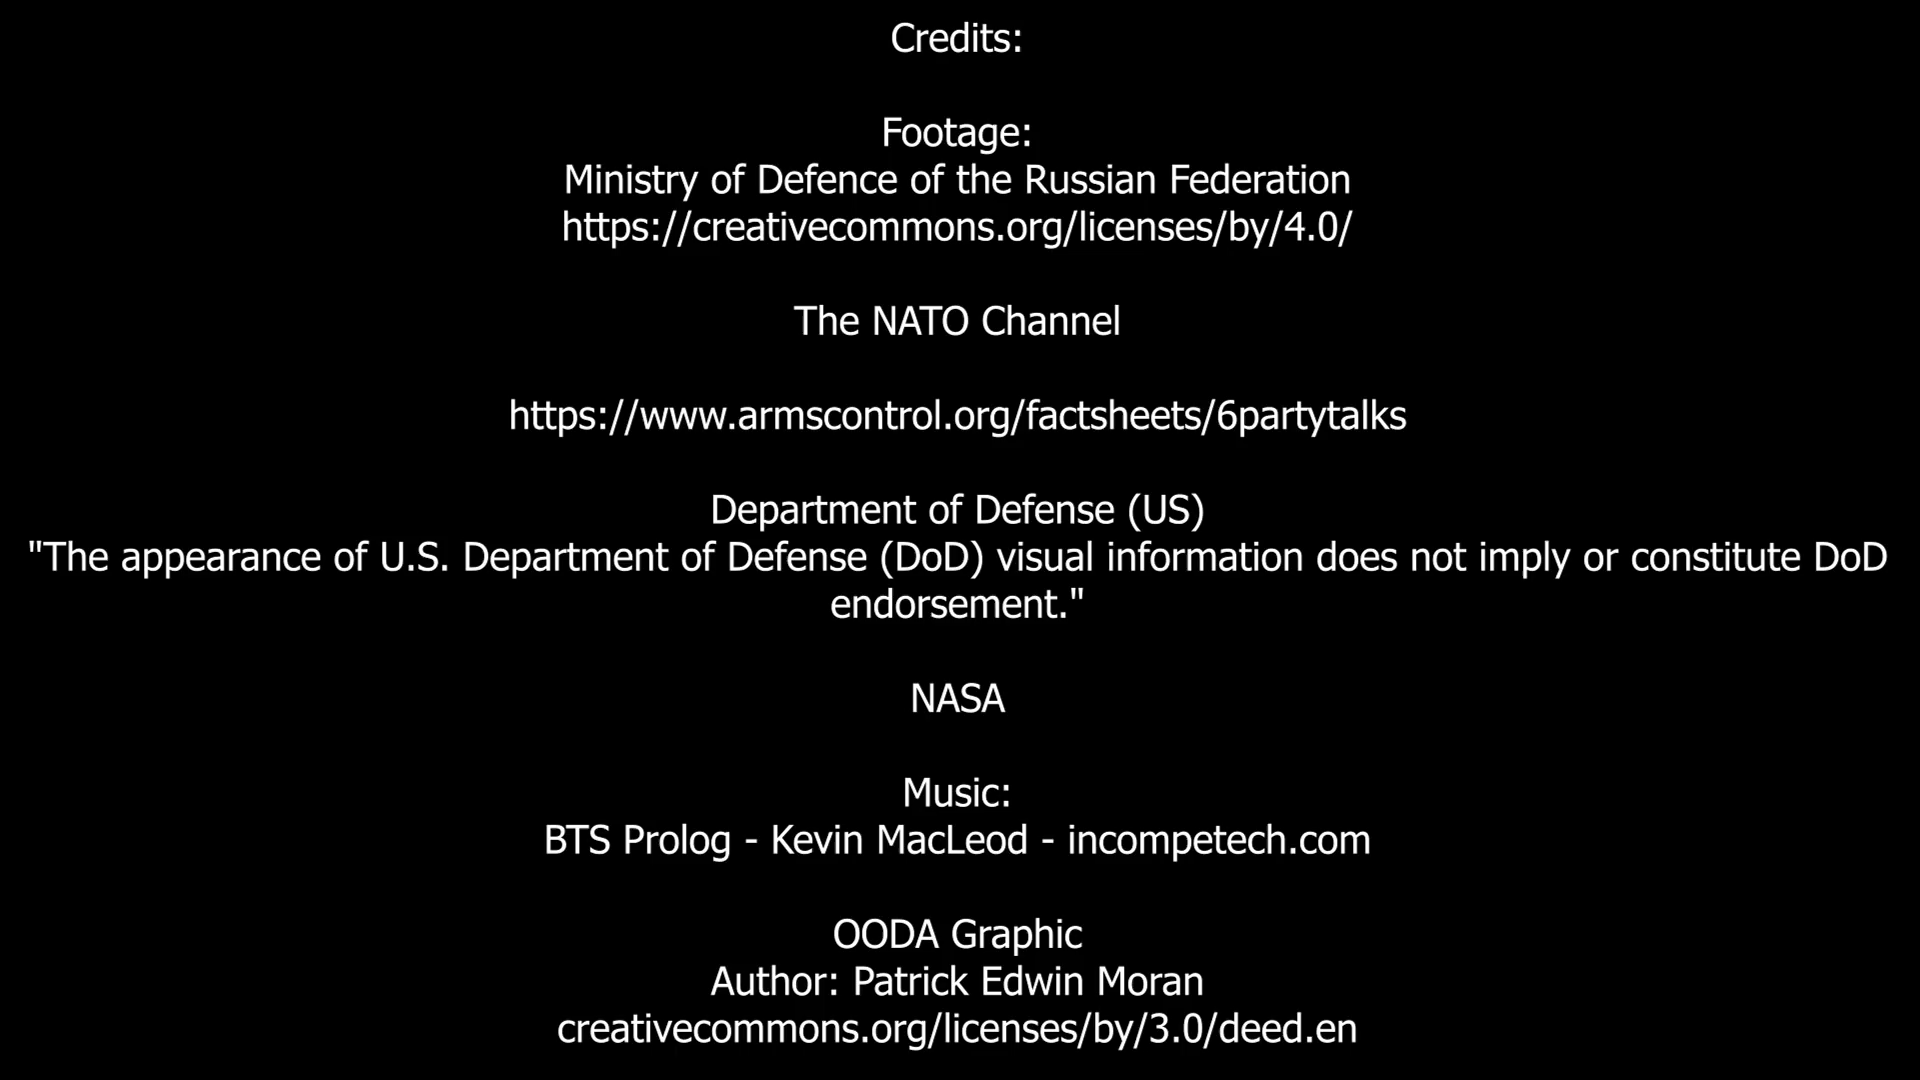 Credits:
Footage:
Ministry of Defence of the Russian Federation
https://creativecommons.org/licenses/by/4.0/
The NATO Channel
https://www.armscontrol.org/factsheets/6partytalks
Department of Defense (US)
"The appearance of U.S. Department of Defense (DoD) visual information does not imply or constitute DoD
endorsement."
NASA
Music:
BTS Prolog - Kevin MacLeod - incompetech.com
OODA Graphic
Author: Patrick Edwin Moran
creativecommons.org/licenses/by/3.0/deed.en